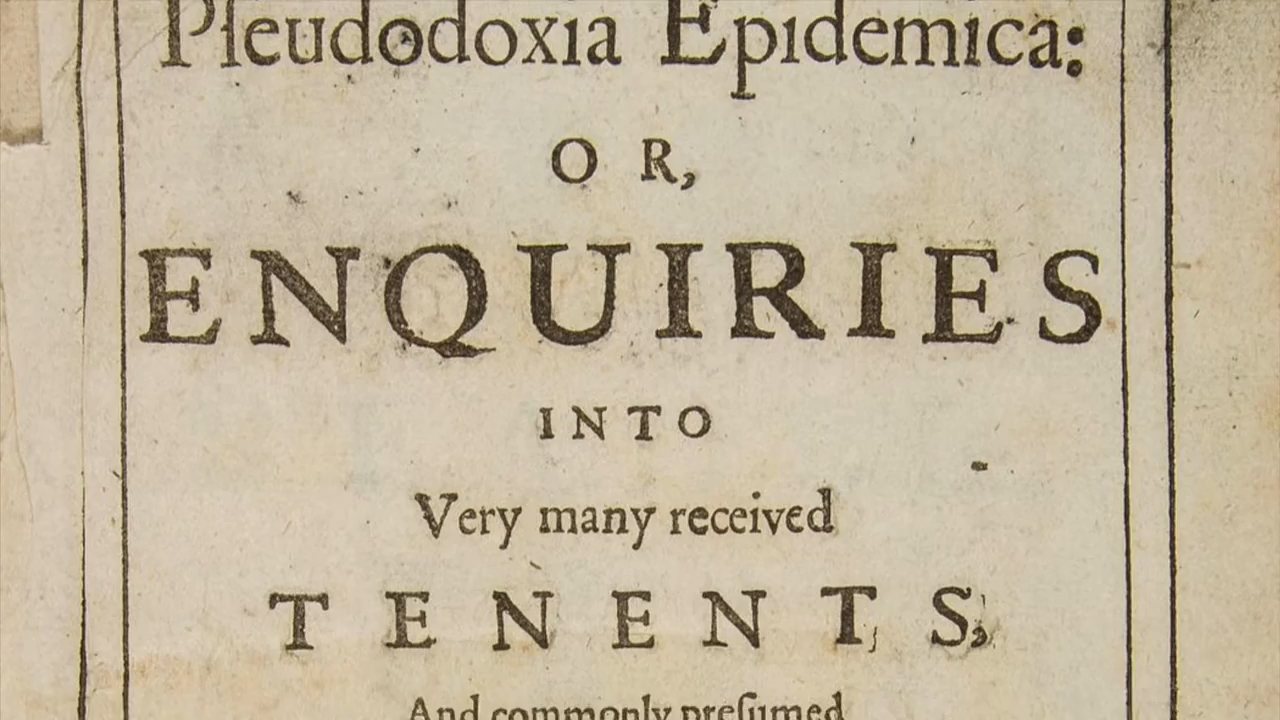 Pſeudodoxia Epidemica:
OR,
ENQUIRIES
INTO
Very many received
TENENTS,
And commonly preſumed